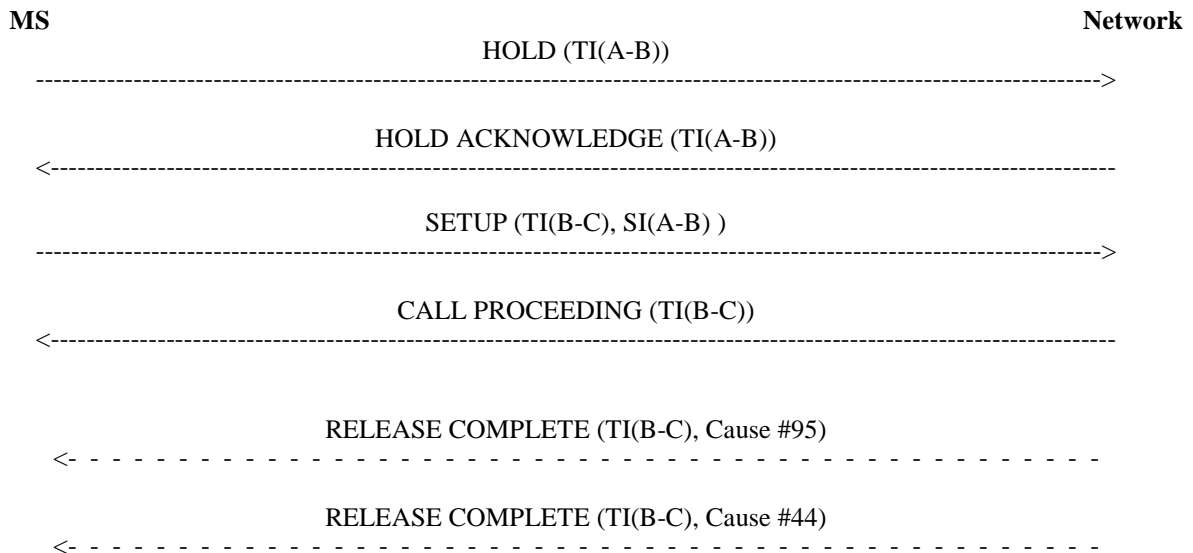 MS Network
HOLD (TI(A-B))
HOLD ACKNOWLEDGE (TI(A-B))
SETUP (TI(B-C), SI(A-B) )
CALL PROCEEDING (TI(B-C))
RELEASE COMPLETE (TI(B-C), Cause #95)
RELEASE COMPLETE (TI(B-C), Cause #44)